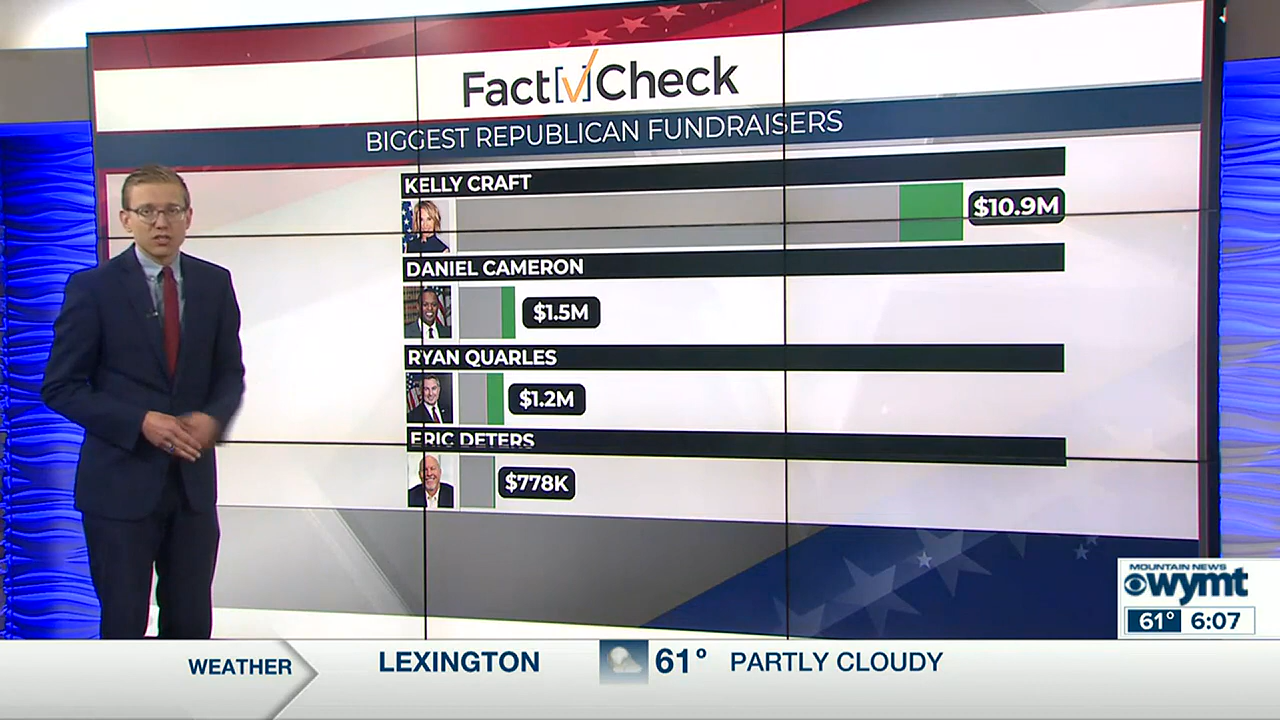 Fact[✓]Check
BIGGEST REPUBLICAN FUNDRAISERS
KELLY CRAFT
$10.9M
DANIEL CAMERON
$1.5M
RYAN QUARLES
$1.2M
ERIC DETERS
$778K
MOUNTAIN NEWS
wymt
61° 6:07
WEATHER LEXINGTON 61° PARTLY CLOUDY